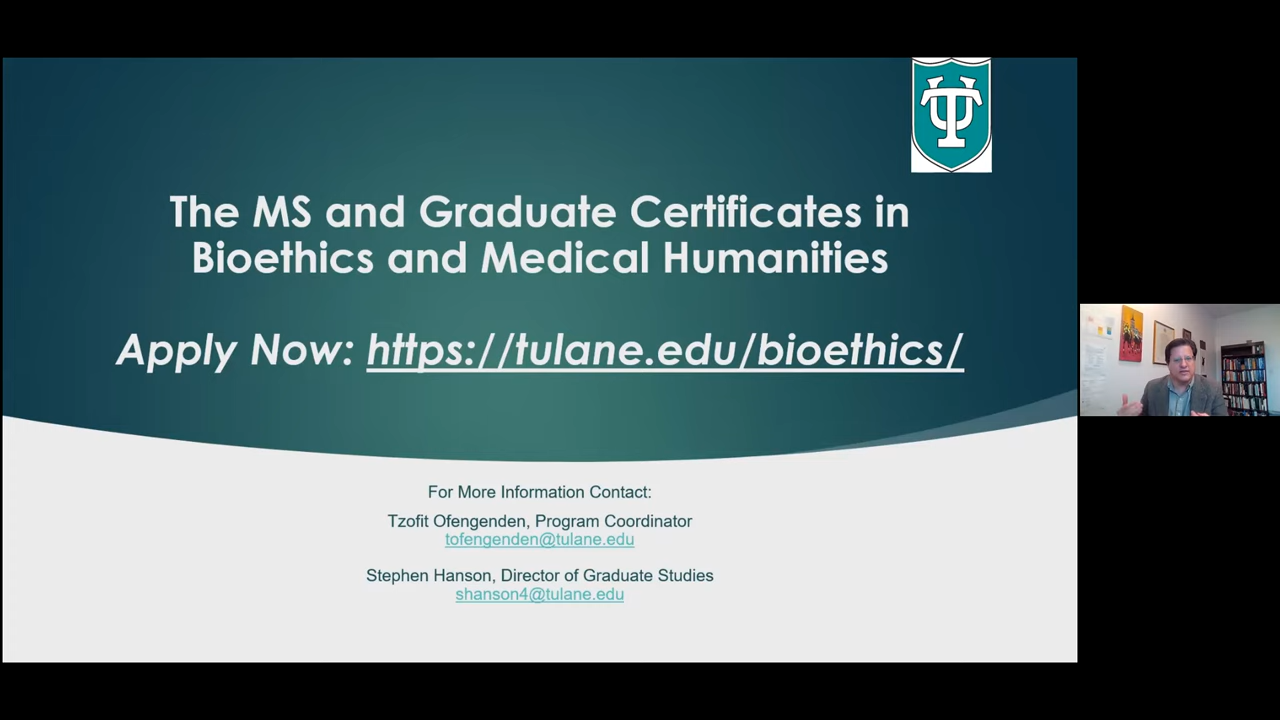 The MS and Graduate Certificates in
Bioethics and Medical Humanities
Apply Now: https://tulane.edu/bioethics/
For More Information Contact:
Tzofit Ofengenden, Program Coordinator
tofengenden@tulane.edu
Stephen Hanson, Director of Graduate Studies
shanson4@tulane.edu